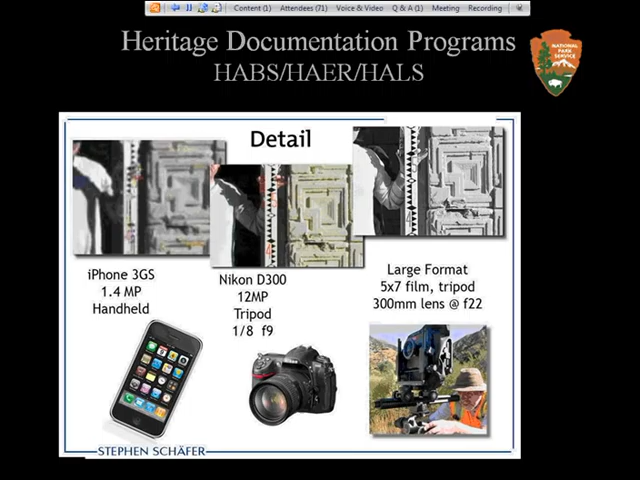 Content (1) Attendees (71) Voice & Video Q & A (1) Meeting Recording
Heritage Documentation Programs
HABS/HAER/HALS
NATIONAL
PARK
SERVICE
Detail
iPhone 3GS
1.4 MP
Handheld
Nikon D300
12MP
Tripod
1/8 f9
Large Format
5x7 film, tripod
300mm lens @ f22
STEPHEN SCHÄFER